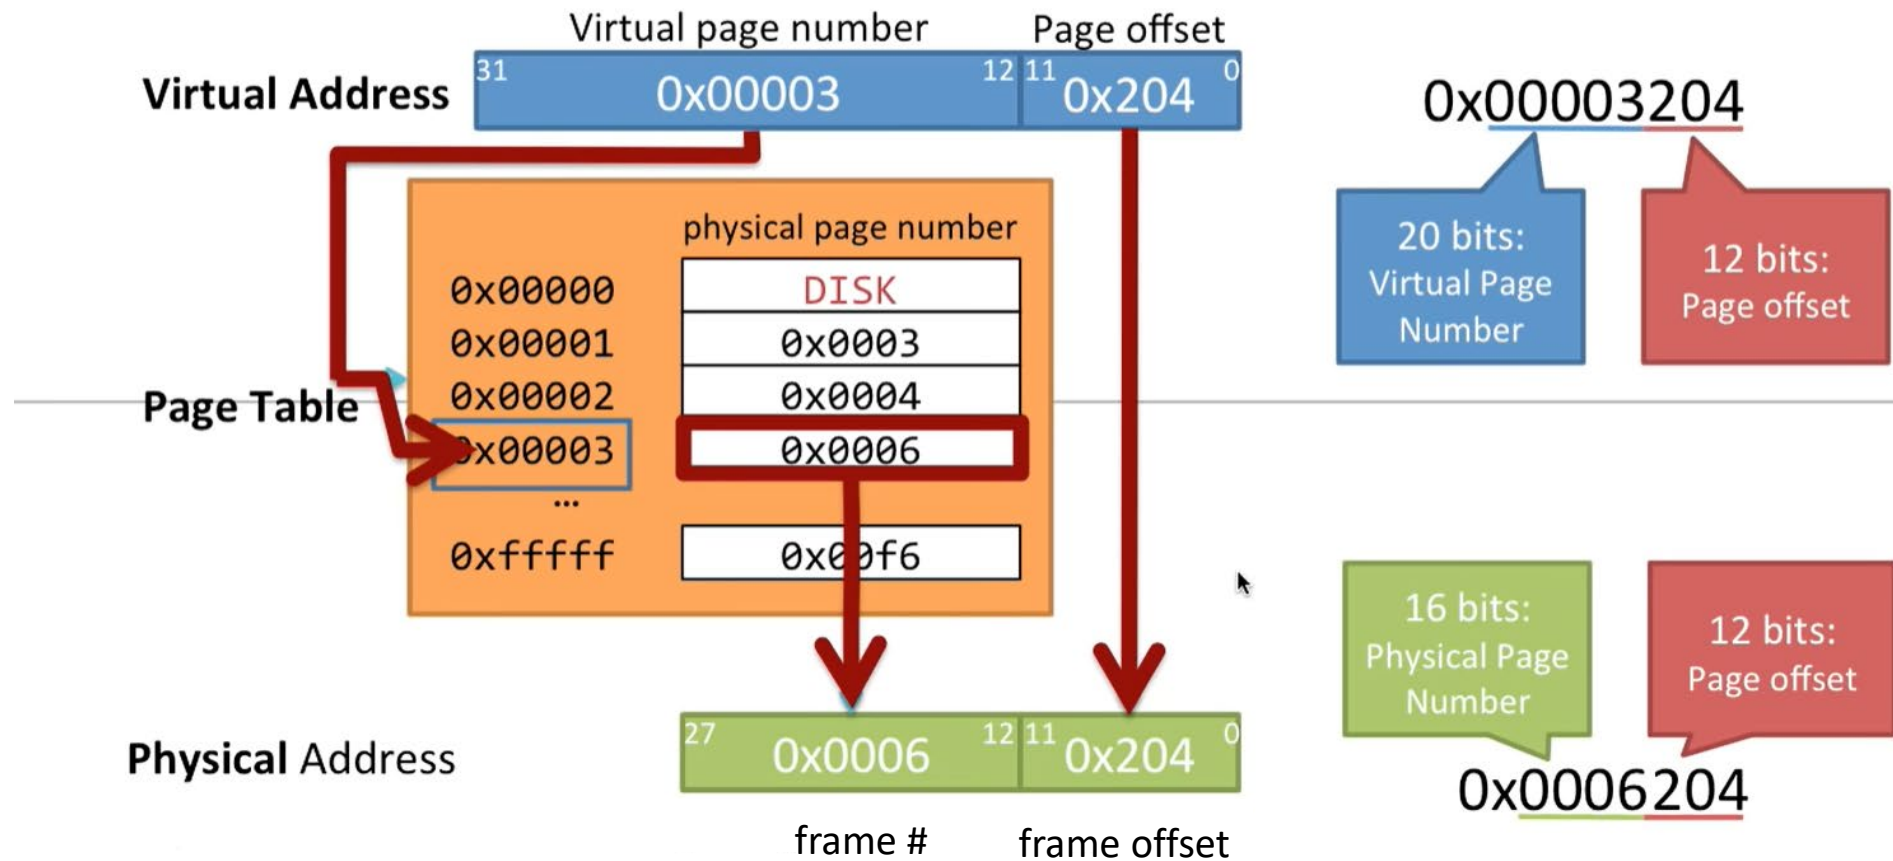 Virtual page number
Page offset
Virtual Address
31
0x00003
12
11
0x204
0
0x00003204
20 bits:
Virtual Page
Number
12 bits:
Page offset
physical page number
0x00000
DISK
0x00001
0x0003
0x00002
0x0004
Page Table
0x00003
0x0006
...
0xfffff
0x00f6
16 bits:
Physical Page
Number
12 bits:
Page offset
Physical Address
27
0x0006
12
11
0x204
0
0x0006204
frame #
frame offset